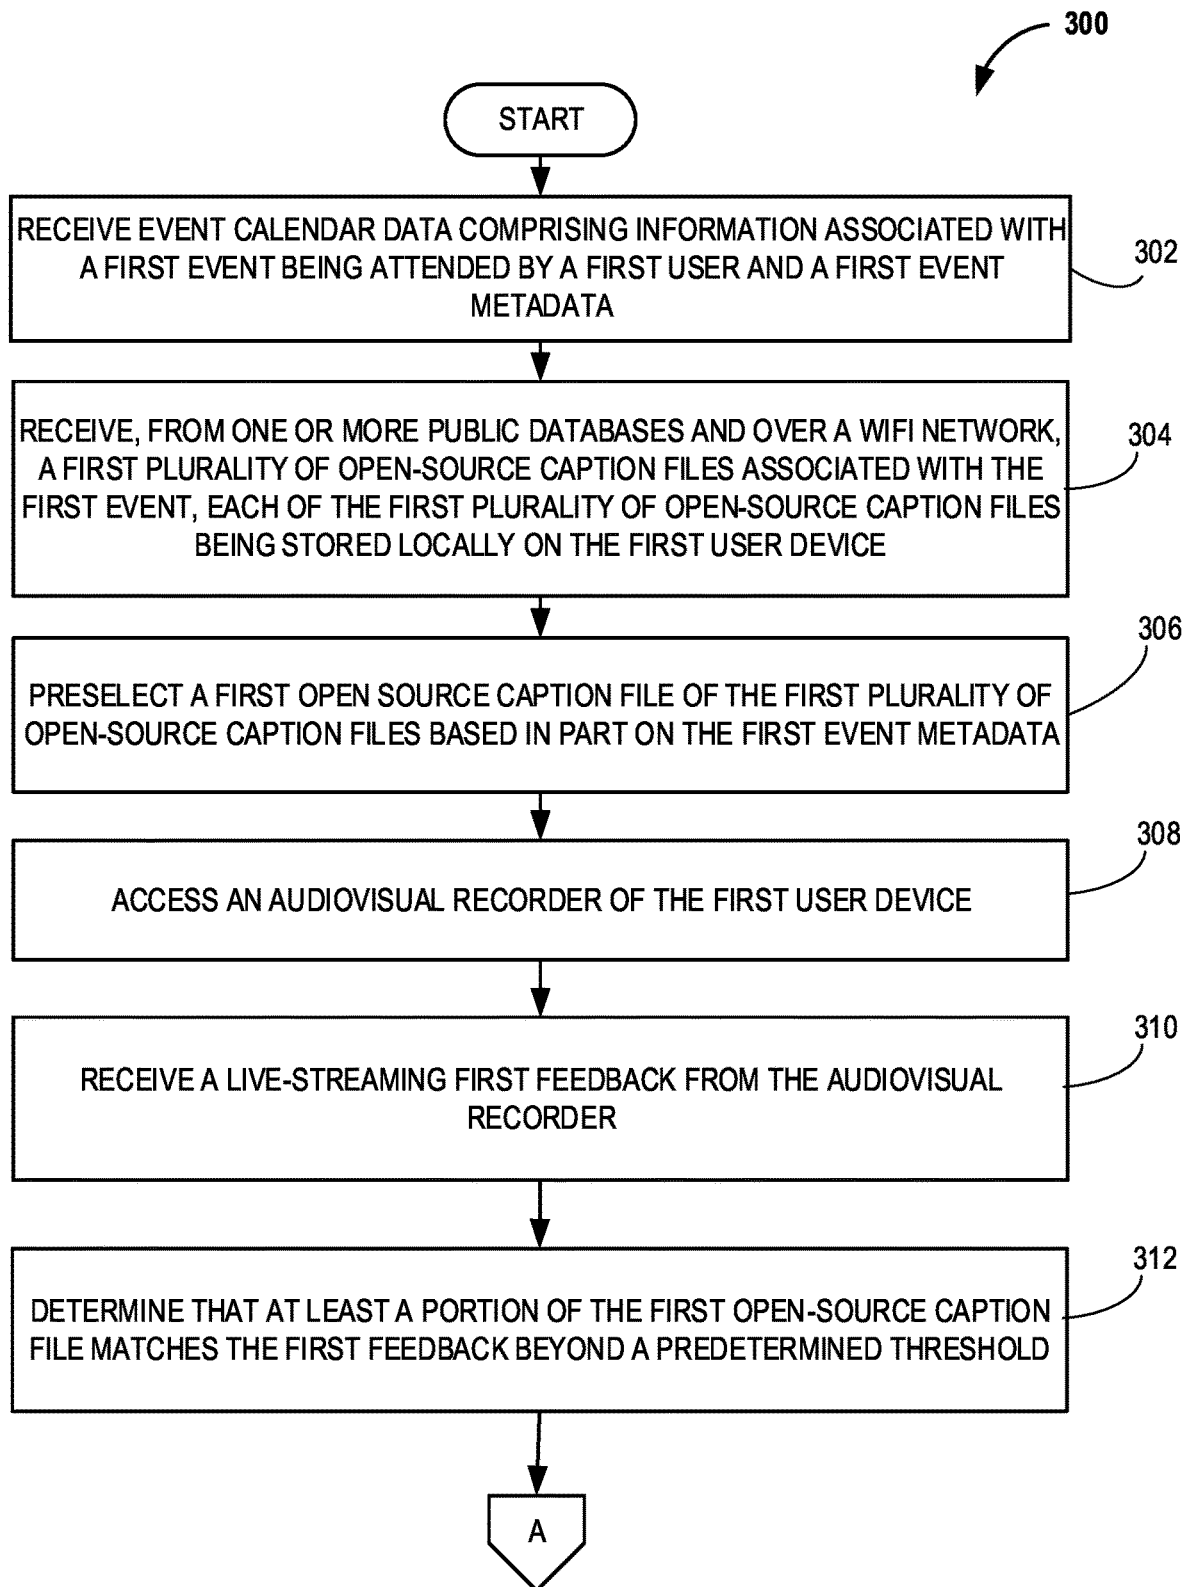 300
START
RECEIVE EVENT CALENDAR DATA COMPRISING INFORMATION ASSOCIATED WITH
A FIRST EVENT BEING ATTENDED BY A FIRST USER AND A FIRST EVENT
METADATA
302
RECEIVE, FROM ONE OR MORE PUBLIC DATABASES AND OVER A WIFI NETWORK,
A FIRST PLURALITY OF OPEN-SOURCE CAPTION FILES ASSOCIATED WITH THE
FIRST EVENT, EACH OF THE FIRST PLURALITY OF OPEN-SOURCE CAPTION FILES
BEING STORED LOCALLY ON THE FIRST USER DEVICE
304
PRESELECT A FIRST OPEN SOURCE CAPTION FILE OF THE FIRST PLURALITY OF
OPEN-SOURCE CAPTION FILES BASED IN PART ON THE FIRST EVENT METADATA
306
ACCESS AN AUDIOVISUAL RECORDER OF THE FIRST USER DEVICE
308
RECEIVE A LIVE-STREAMING FIRST FEEDBACK FROM THE AUDIOVISUAL
RECORDER
310
DETERMINE THAT AT LEAST A PORTION OF THE FIRST OPEN-SOURCE CAPTION
FILE MATCHES THE FIRST FEEDBACK BEYOND A PREDETERMINED THRESHOLD
312
A